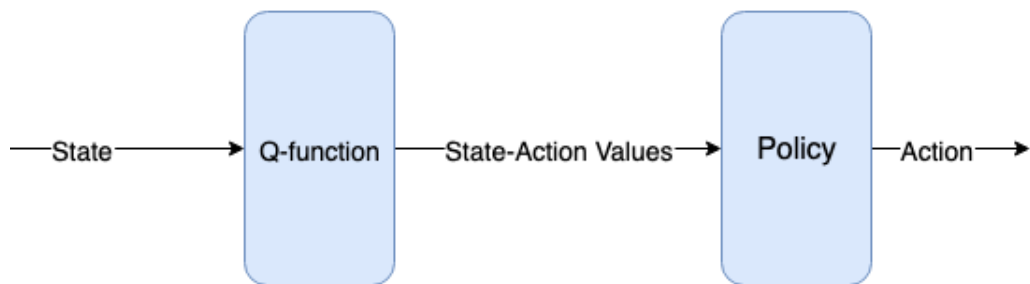 State
Q-function
State-Action Values
Policy
Action